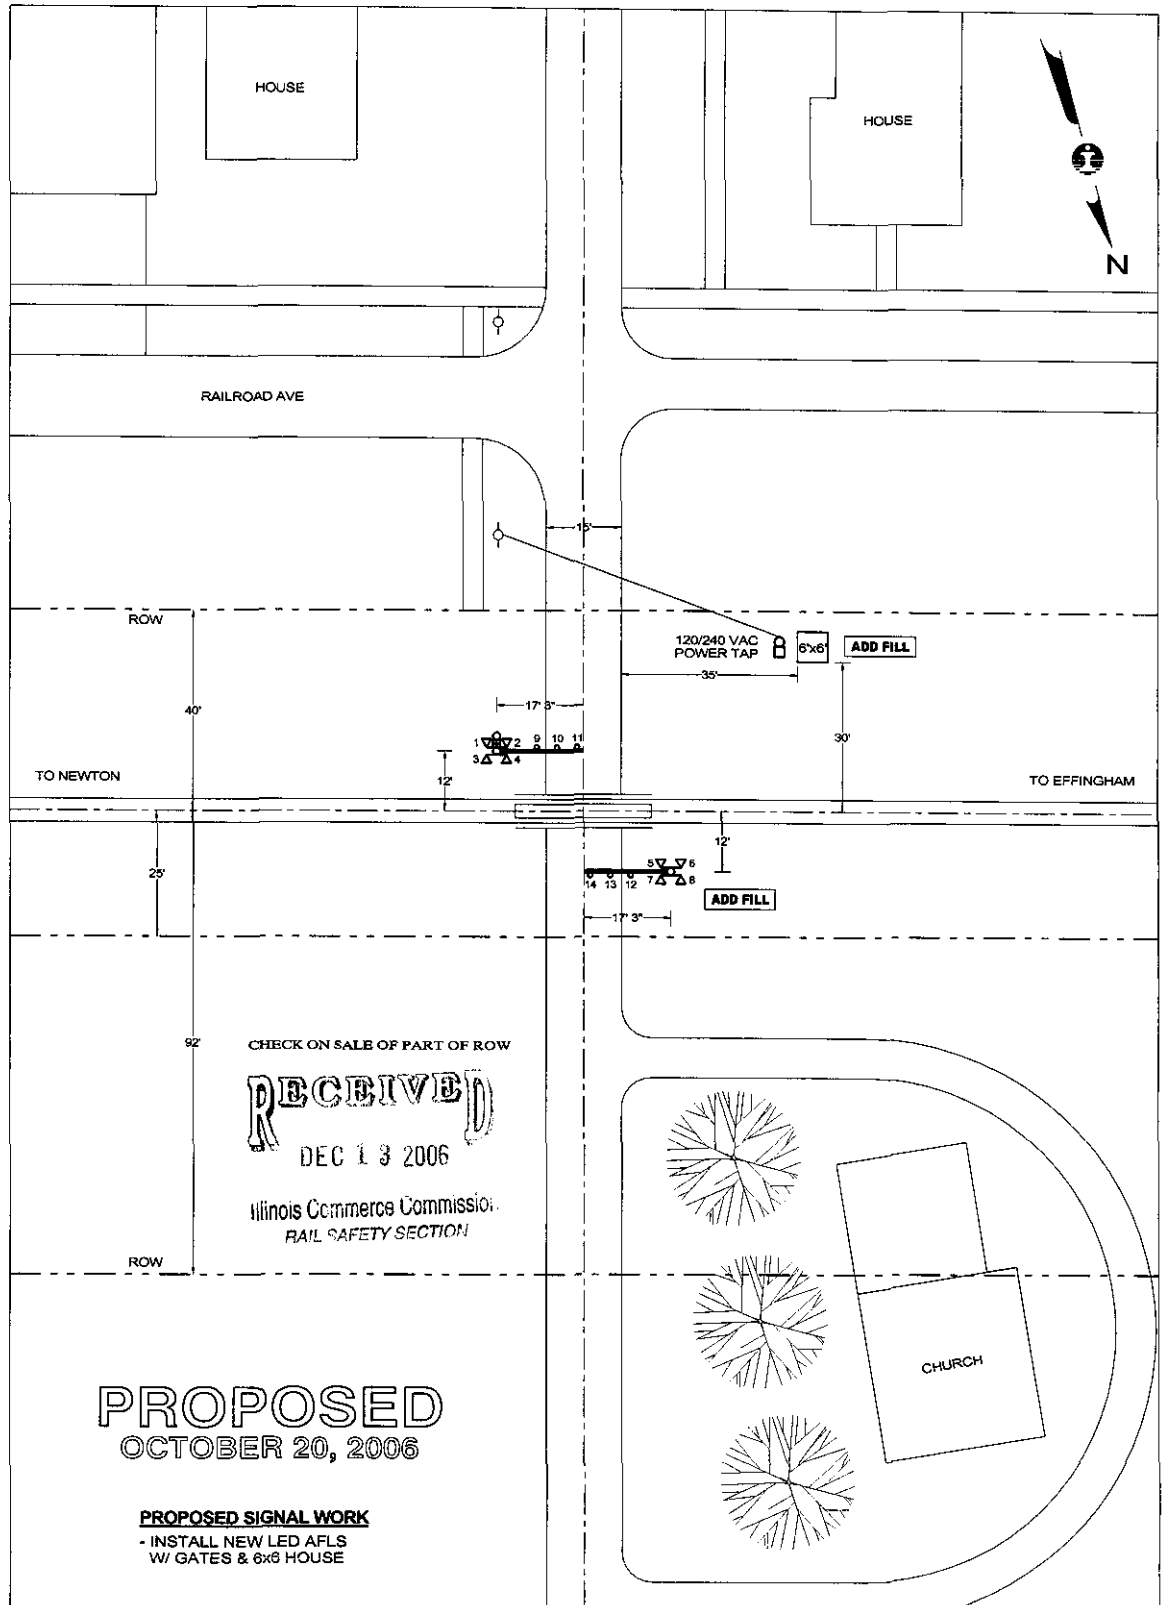 HOUSE
HOUSE
N
RAILROAD AVE
15'
ROW
120/240 VAC
POWER TAP
6'x6'
ADD FILL
35'
40'
17' 3"
30'
1 2 9 10 11
3 4
12'
TO NEWTON
TO EFFINGHAM
25'
12'
5 6
14 13 12 7 8
ADD FILL
17' 3"
92'
CHECK ON SALE OF PART OF ROW
RECEIVED
DEC 13 2006
Illinois Commerce Commission
RAIL SAFETY SECTION
ROW
CHURCH
PROPOSED
OCTOBER 20, 2006
PROPOSED SIGNAL WORK
- INSTALL NEW LED AFLS
W/ GATES & 6x6 HOUSE